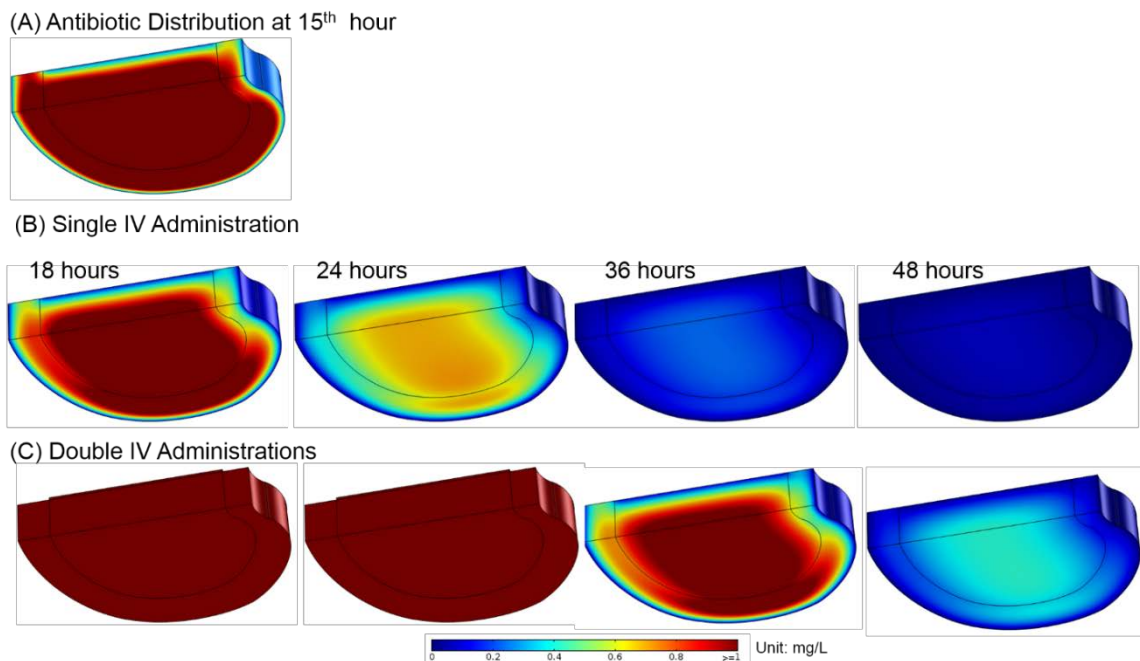 (A) Antibiotic Distribution at 15th hour
(B) Single IV Administration
18 hours 24 hours 36 hours 48 hours
(C) Double IV Administrations
0 0.2 0.4 0.6 0.8 >=1 Unit: mg/L